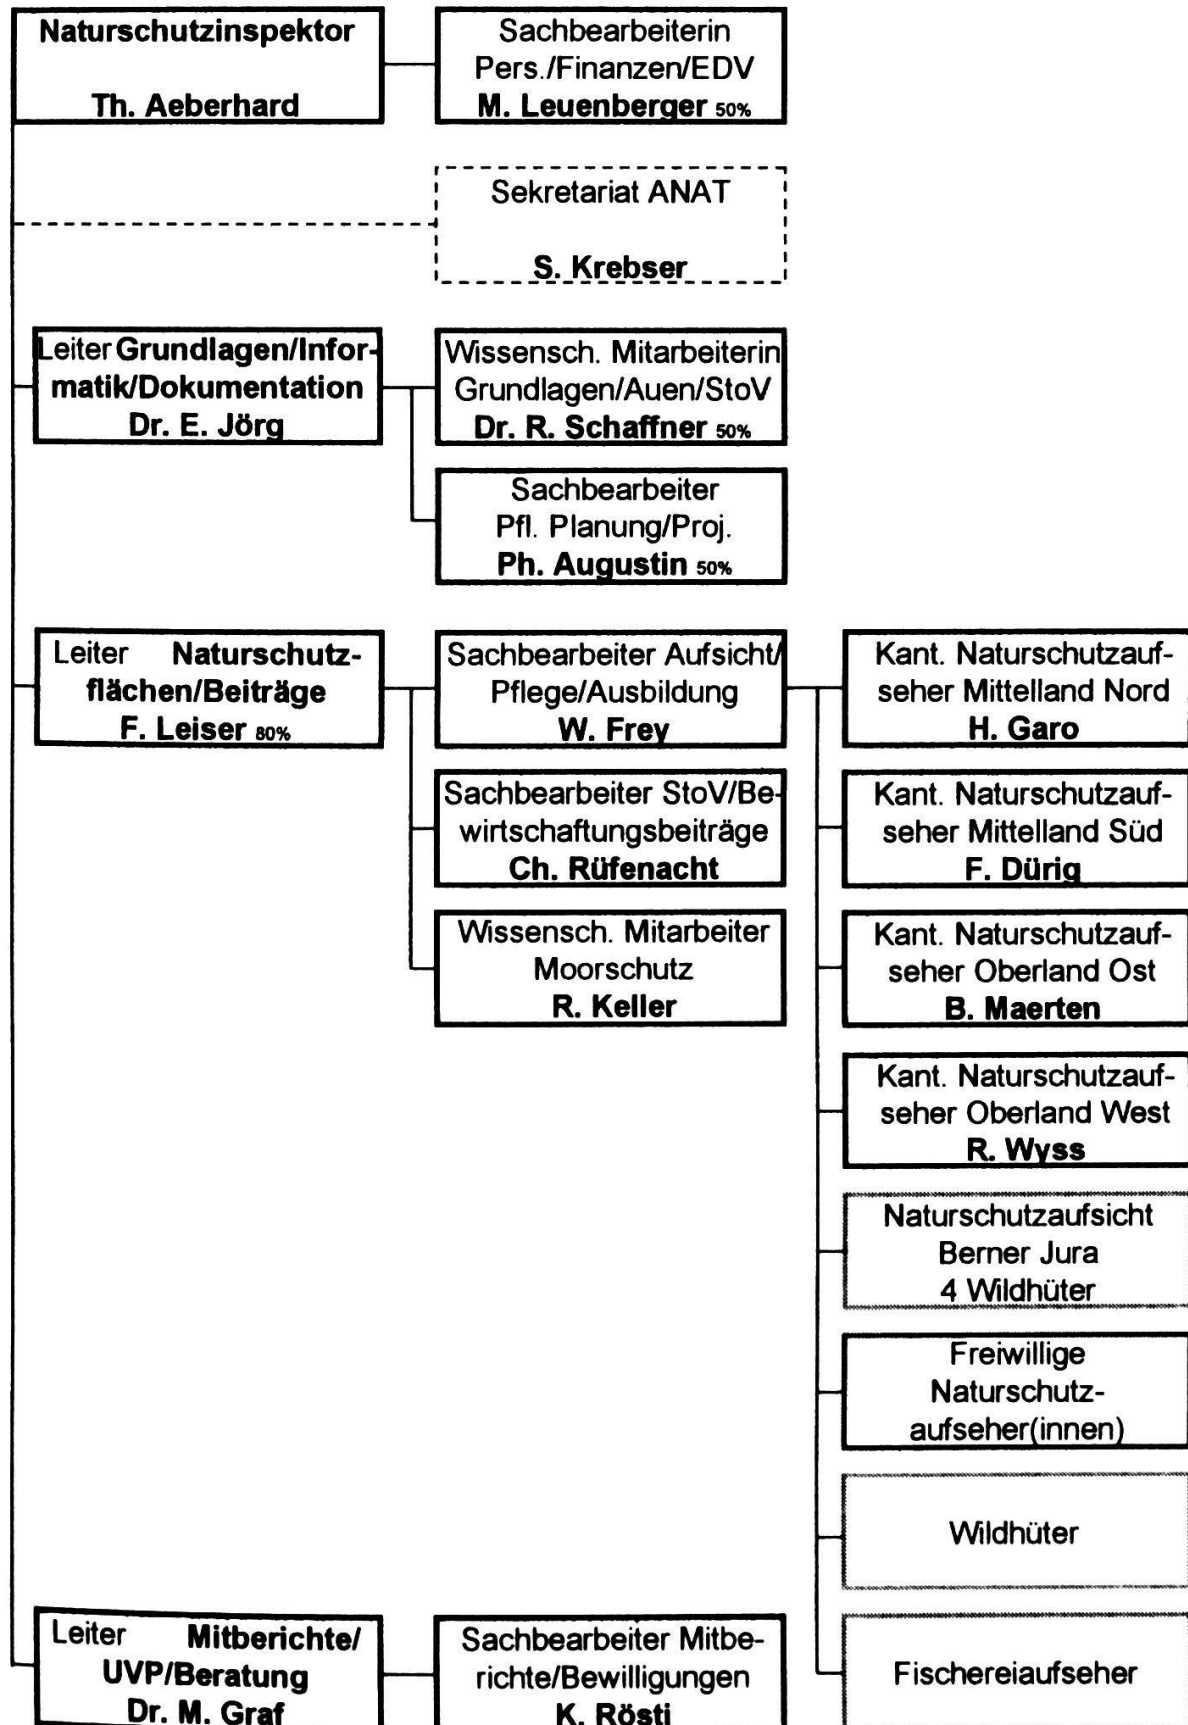 Naturschutzinspektor
Th. Aeberhard
Sachbearbeiterin
Pers./Finanzen/EDV
M. Leuenberger 50%
Sekretariat ANAT
S. Krebser
Leiter Grundlagen/Infor-
matik/Dokumentation
Dr. E. Jörg
Wissensch. Mitarbeiterin
Grundlagen/Auen/StoV
Dr. R. Schaffner 50%
Sachbearbeiter
Pfl. Planung/Proj.
Ph. Augustin 50%
Leiter Naturschutz-
flächen/Beiträge
F. Leiser 80%
Sachbearbeiter Aufsicht/
Pflege/Ausbildung
W. Frey
Sachbearbeiter StoV/Be-
wirtschaftungsbeiträge
Ch. Rüfenacht
Wissensch. Mitarbeiter
Moorschutz
R. Keller
Kant. Naturschutzauf-
seher Mittelland Nord
H. Garo
Kant. Naturschutzauf-
seher Mittelland Süd
F. Dürig
Kant. Naturschutzauf-
seher Oberland Ost
B. Maerten
Kant. Naturschutzauf-
seher Oberland West
R. Wyss
Naturschutzaufsicht
Berner Jura
4 Wildhüter
Freiwillige
Naturschutz-
aufseher(innen)
Wildhüter
Fischereiaufseher
Leiter Mitberichte/
UVP/Beratung
Dr. M. Graf
Sachbearbeiter Mitbe-
richte/Bewilligungen
K. Rösti